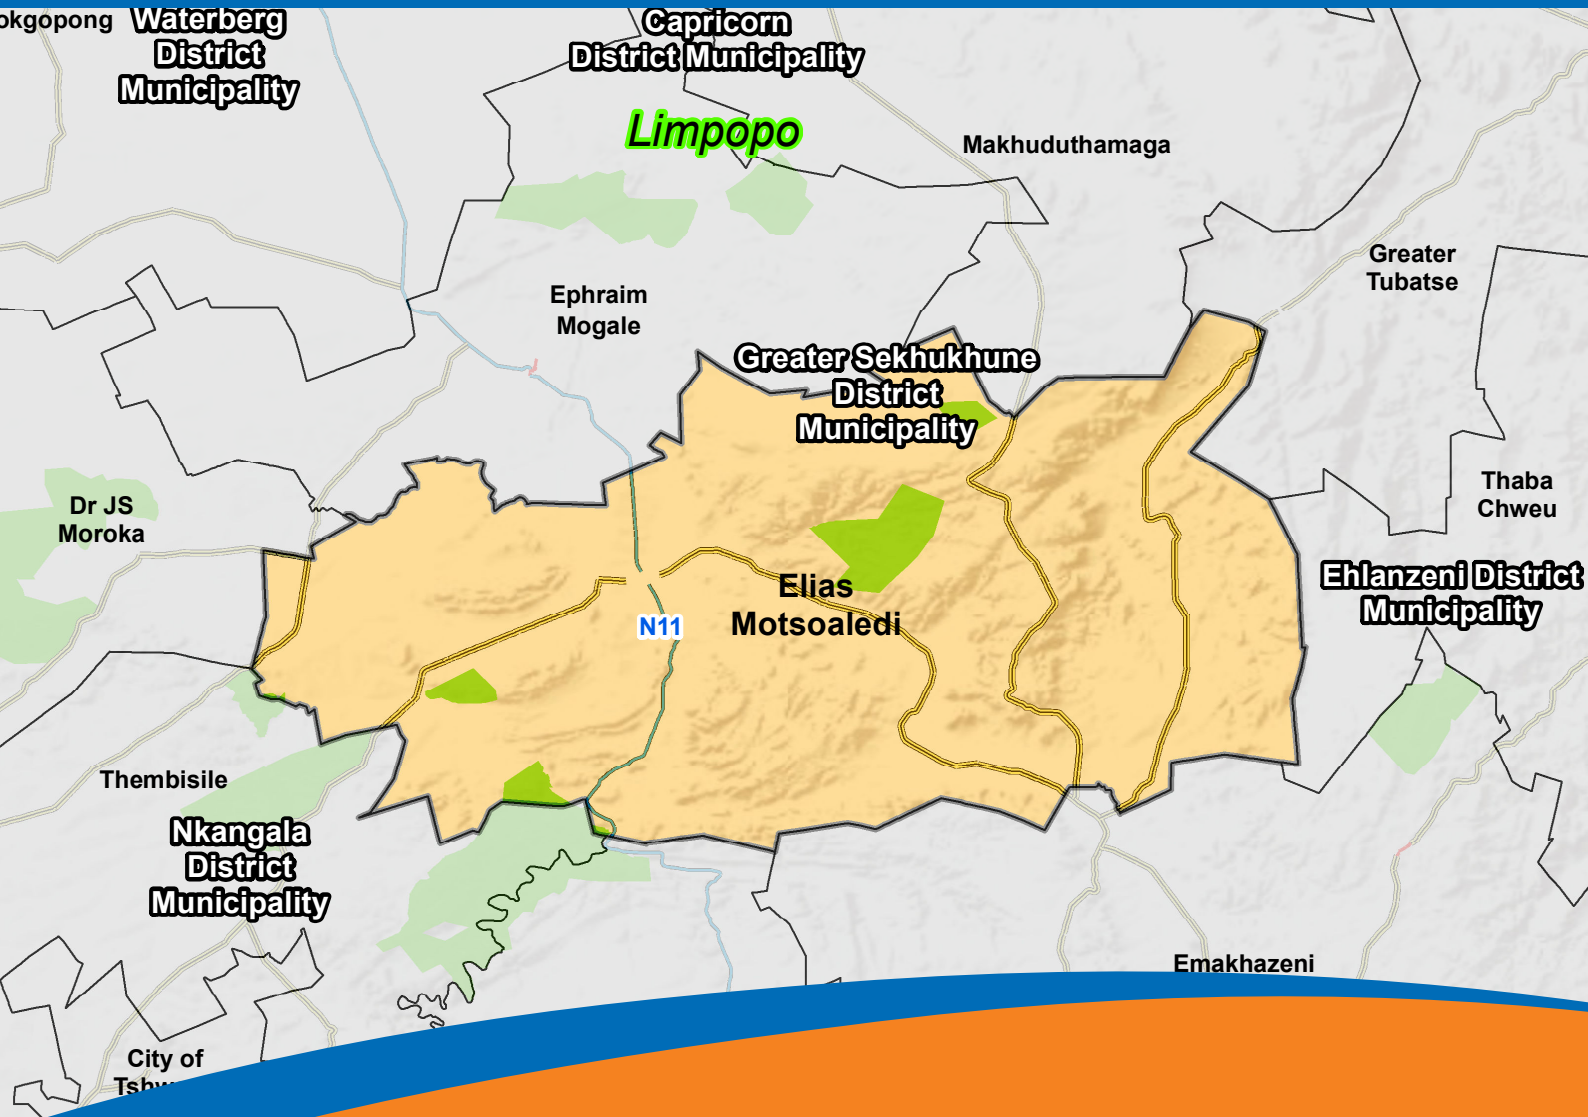 okgopong
Waterberg
District
Municipality
Capricorn
District Municipality
Limpopo
Makhuduthamaga
Greater
Tubatse
Ephraim
Mogale
Greater Sekhukhune
District
Municipality
Dr JS
Moroka
Thaba
Chweu
Elias
Motsoaledi
N11
Ehlanzeni District
Municipality
Thembisile
Nkangala
District
Municipality
Emakhazeni
City of